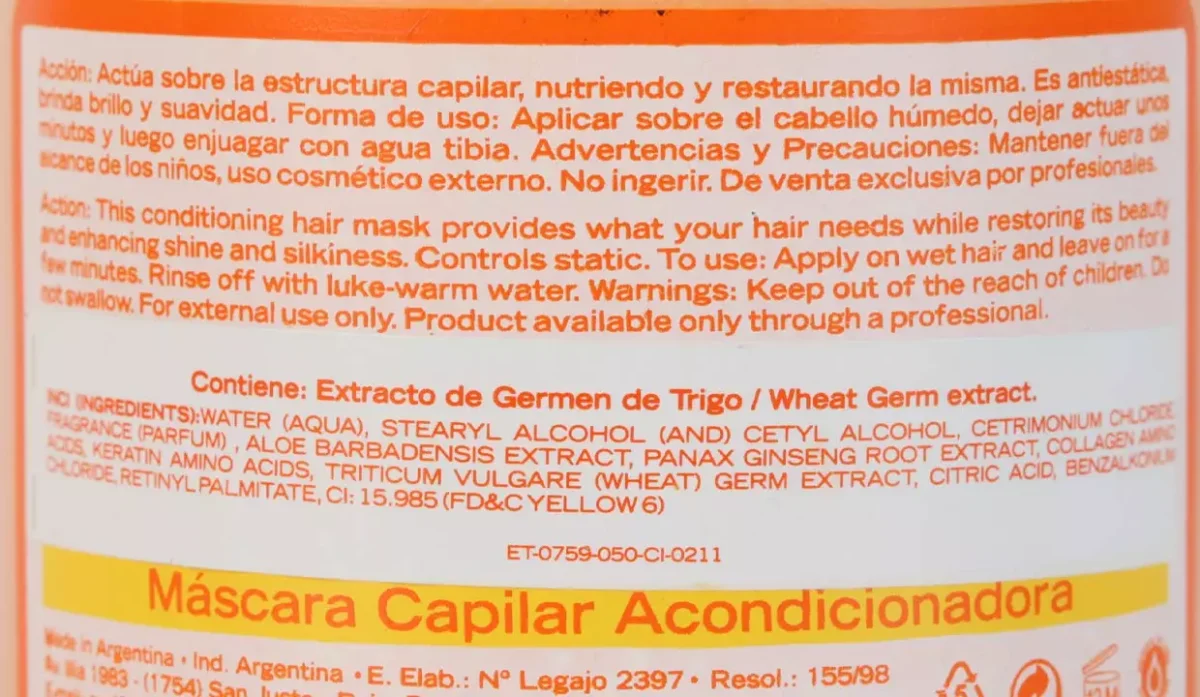 Acción: Actúa sobre la estructura capilar, nutriendo y restaurando la misma. Es antiestática,
brinda brillo y suavidad. Forma de uso: Aplicar sobre el cabello húmedo, dejar actuar unos
minutos y luego enjuagar con agua tibia. Advertencias y Precauciones: Mantener fuera del
alcance de los niños, uso cosmético externo. No ingerir. De venta exclusiva por profesionales.
Action: This conditioning hair mask provides what your hair needs while restoring its beauty
and enhancing shine and silkiness. Controls static. To use: Apply on wet hair and leave on for a
few minutes. Rinse off with luke-warm water. Warnings: Keep out of the reach of children. Do
not swallow. For external use only. Product available only through a professional.
Contiene: Extracto de Germen de Trigo / Wheat Germ extract.
INCI (INGREDIENTS):WATER (AQUA), STEARYL ALCOHOL (AND) CETYL ALCOHOL, CETRIMONIUM CHLORIDE,
FRAGRANCE (PARFUM) , ALOE BARBADENSIS EXTRACT, PANAX GINSENG ROOT EXTRACT, COLLAGEN AMINO
ACIDS, KERATIN AMINO ACIDS, TRITICUM VULGARE (WHEAT) GERM EXTRACT, CITRIC ACID, BENZALKONIUM
CHLORIDE, RETINYL PALMITATE, CI: 15.985 (FD&C YELLOW 6)
ET-0759-050-CI-0211
Máscara Capilar Acondicionadora
Made in Argentina • Ind. Argentina • E. Elab.: Nº Legajo 2397 • Resol.: 155/98
1983 - (1754) San Justo